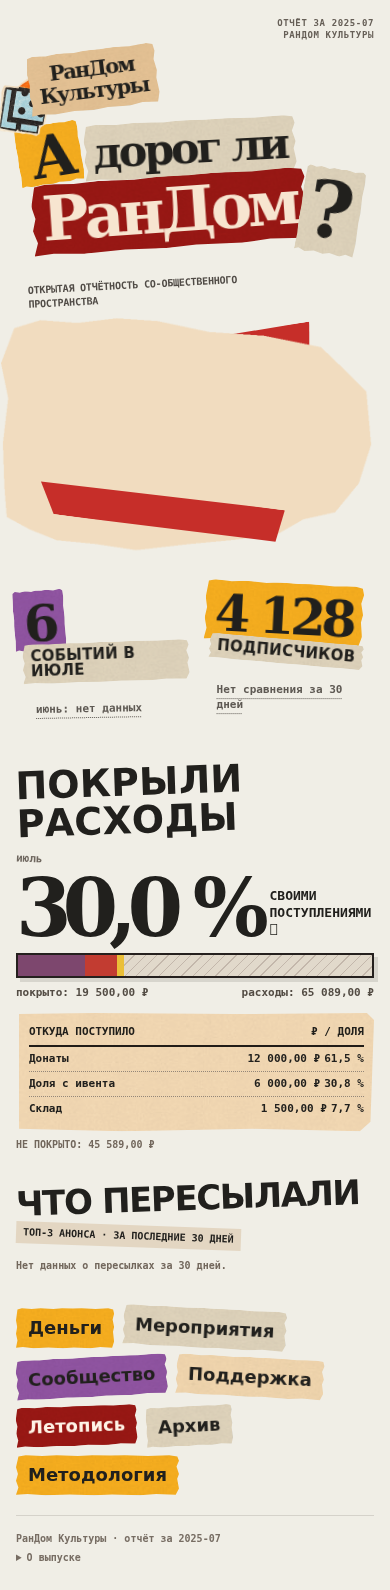 ОТЧЁТ ЗА 2025-07
РАНДОМ КУЛЬТУРЫ
РанДом
Культуры
А дорог ли
РанДом?
ОТКРЫТАЯ ОТЧЁТНОСТЬ СО-ОБЩЕСТВЕННОГО
ПРОСТРАНСТВА
6
СОБЫТИЙ В
ИЮЛЕ
июнь: нет данных
4 128
ПОДПИСЧИКОВ
Нет сравнения за 30
дней
ПОКРЫЛИ
РАСХОДЫ
июль
30,0 %
СВОИМИ
ПОСТУПЛЕНИЯМИ
покрыто: 19 500,00 ₽ расходы: 65 089,00 ₽
ОТКУДА ПОСТУПИЛО ₽ / ДОЛЯ
Донаты 12 000,00 ₽ 61,5 %
Доля с ивента 6 000,00 ₽ 30,8 %
Склад 1 500,00 ₽ 7,7 %
НЕ ПОКРЫТО: 45 589,00 ₽
ЧТО ПЕРЕСЫЛАЛИ
ТОП-3 АНОНСА · ЗА ПОСЛЕДНИЕ 30 ДНЕЙ
Нет данных о пересылках за 30 дней.
Деньги Мероприятия
Сообщество Поддержка
Летопись Архив
Методология
РанДом Культуры · отчёт за 2025-07
▶ О выпуске